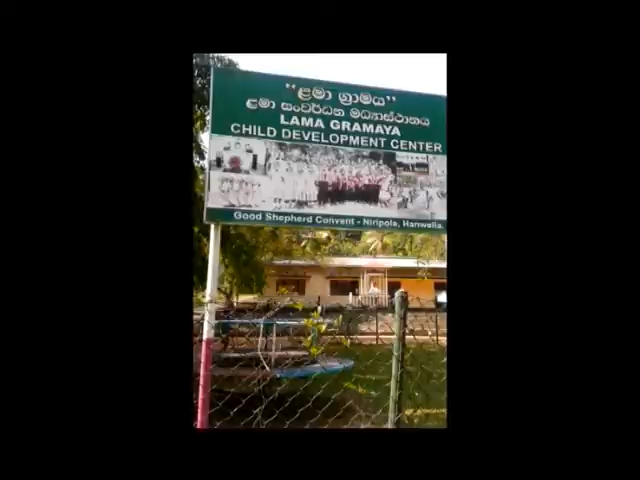 "ළමා ග්‍රාමය"
ළමා සංවර්ධන මධ්‍යස්ථානය
LAMA GRAMAYA
CHILD DEVELOPMENT CENTER
Good Shepherd Convent - Niripola, Hanwella.